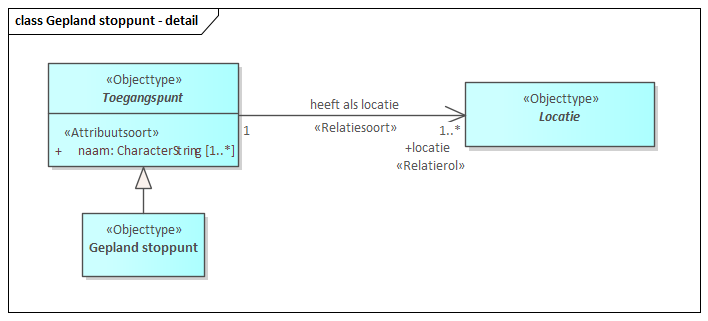 class Gepland stoppunt - detail
«Objecttype»
Toegangspunt
«Attribuutsoort»
+ naam: CharacterString [1..*]
heeft als locatie
«Relatiesoort»
1
1..*
+locatie
«Relatierol»
«Objecttype»
Locatie
«Objecttype»
Gepland stoppunt